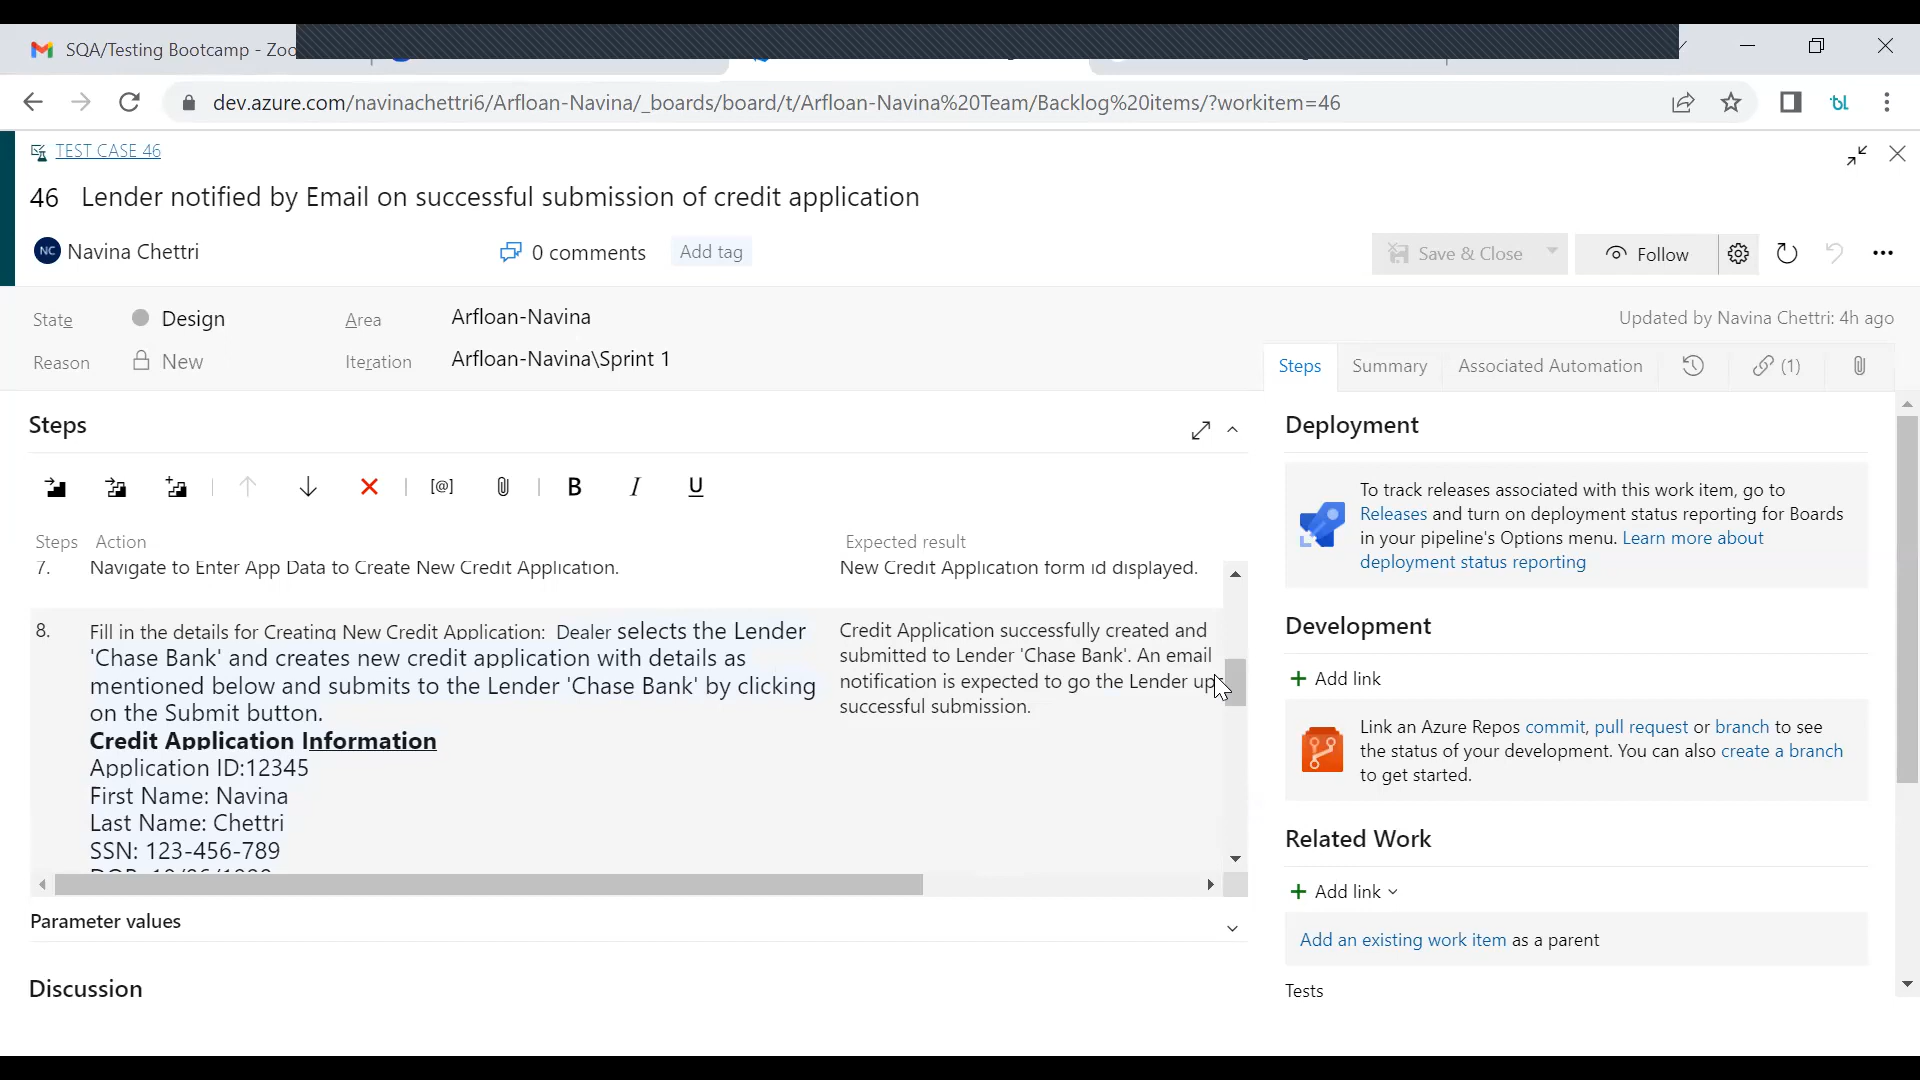 SQA/Testing Bootcamp - Zoo
dev.azure.com/navinachettri6/Arfloan-Navina/_boards/board/t/Arfloan-Navina%20Team/Backlog%20items/?workitem=46
TEST CASE 46
46 Lender notified by Email on successful submission of credit application
NC Navina Chettri 0 comments Add tag Save & Close Follow
State Design Area Arfloan-Navina Updated by Navina Chettri: 4h ago
Reason New Iteration Arfloan-Navina\Sprint 1
Steps Summary Associated Automation (1)
Steps
[@] B I U
Steps Action Expected result
7. Navigate to Enter App Data to Create New Credit Application. New Credit Application form id displayed.
8. Fill in the details for Creating New Credit Application: Dealer selects the Lender
'Chase Bank' and creates new credit application with details as
mentioned below and submits to the Lender 'Chase Bank' by clicking
on the Submit button.
Credit Application Information
Application ID:12345
First Name: Navina
Last Name: Chettri
SSN: 123-456-789
Credit Application successfully created and
submitted to Lender 'Chase Bank'. An email
notification is expected to go the Lender
successful submission.
Parameter values
Discussion
Deployment
To track releases associated with this work item, go to
Releases and turn on deployment status reporting for Boards
in your pipeline's Options menu. Learn more about
deployment status reporting
Development
+ Add link
Link an Azure Repos commit, pull request or branch to see
the status of your development. You can also create a branch
to get started.
Related Work
+ Add link
Add an existing work item as a parent
Tests